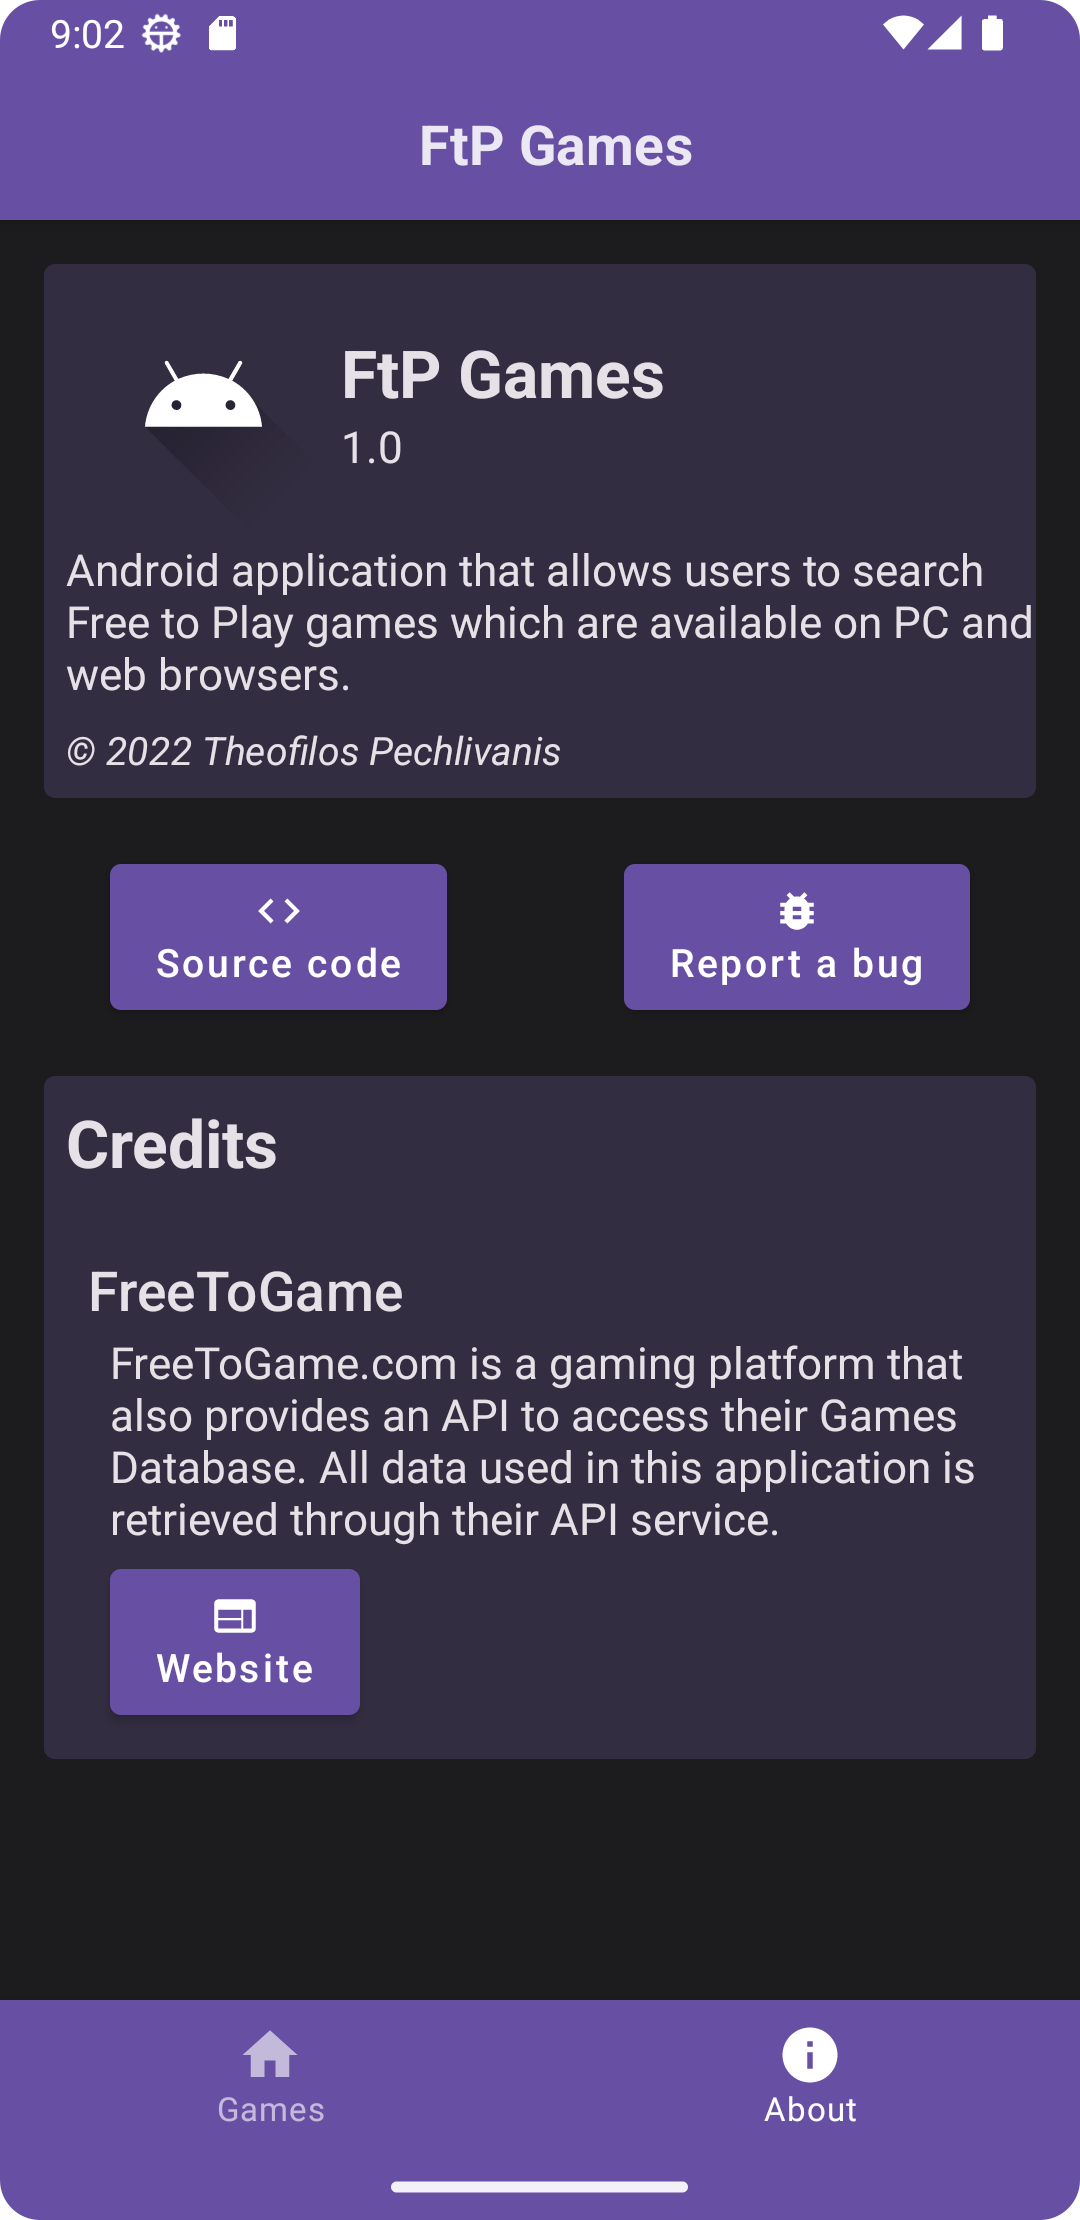 9:02
FtP Games
FtP Games
1.0
Android application that allows users to search
Free to Play games which are available on PC and
web browsers.
© 2022 Theofilos Pechlivanis
Source code
Report a bug
Credits
FreeToGame
FreeToGame.com is a gaming platform that
also provides an API to access their Games
Database. All data used in this application is
retrieved through their API service.
Website
Games
About